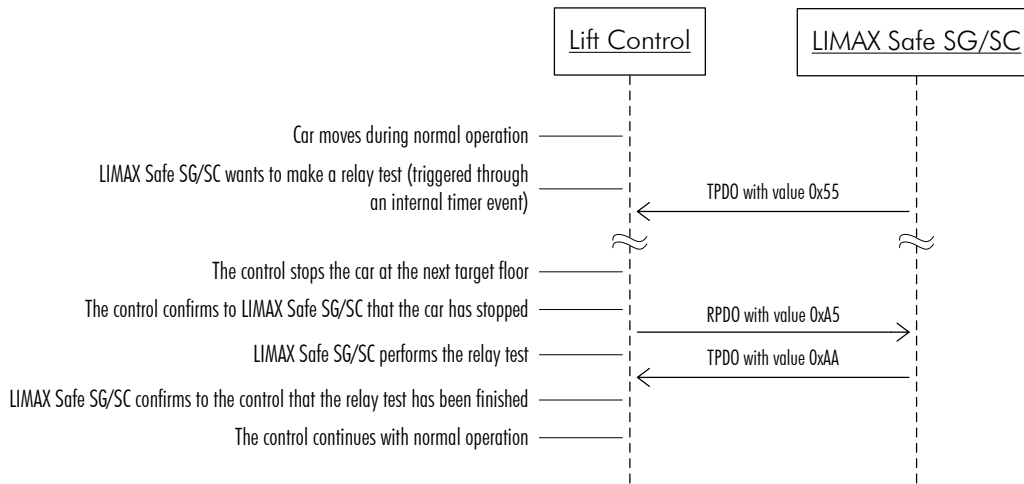 Lift Control
LIMAX Safe SG/SC
Car moves during normal operation
LIMAX Safe SG/SC wants to make a relay test (triggered through
an internal timer event)
TPDO with value 0x55
The control stops the car at the next target floor
The control confirms to LIMAX Safe SG/SC that the car has stopped
RPDO with value 0xA5
LIMAX Safe SG/SC performs the relay test
TPDO with value 0xAA
LIMAX Safe SG/SC confirms to the control that the relay test has been finished
The control continues with normal operation